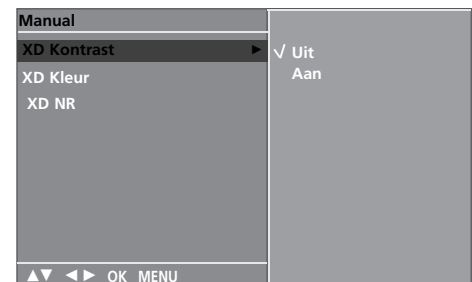 Manual
XD Kontrast ► √ Uit
XD Kleur Aan
XD NR
▲▼ ◄► OK MENU